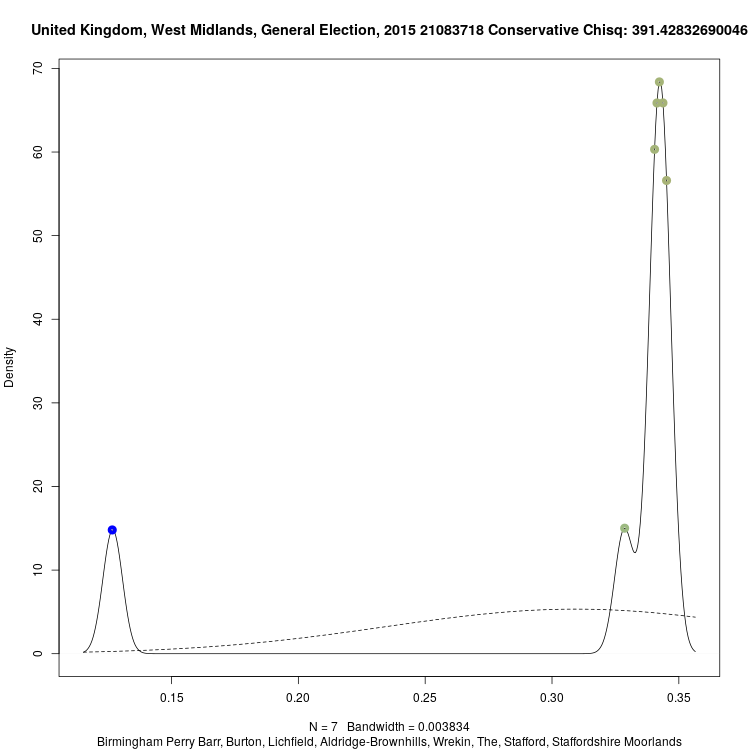 United Kingdom, West Midlands, General Election, 2015 21083718 Conservative Chisq: 391.42832690046
70
60
50
40
30
20
10
0
Density
0.15 0.20 0.25 0.30 0.35
N = 7 Bandwidth = 0.003834
Birmingham Perry Barr, Burton, Lichfield, Aldridge-Brownhills, Wrekin, The, Stafford, Staffordshire Moorlands